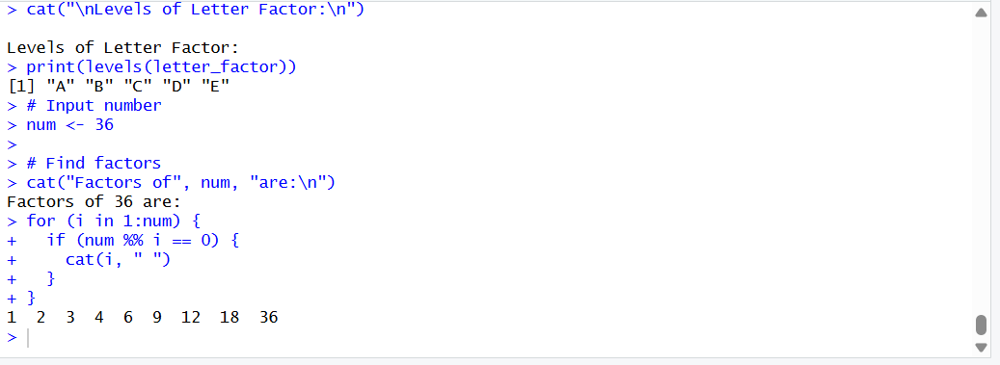 > cat("\nLevels of Letter Factor:\n")
Levels of Letter Factor:
> print(levels(letter_factor))
[1] "A" "B" "C" "D" "E"
> # Input number
> num <- 36
>
> # Find factors
> cat("Factors of", num, "are:\n")
Factors of 36 are:
> for (i in 1:num) {
+   if (num %% i == 0) {
+     cat(i, " ")
+   }
+ }
1  2  3  4  6  9  12  18  36
>